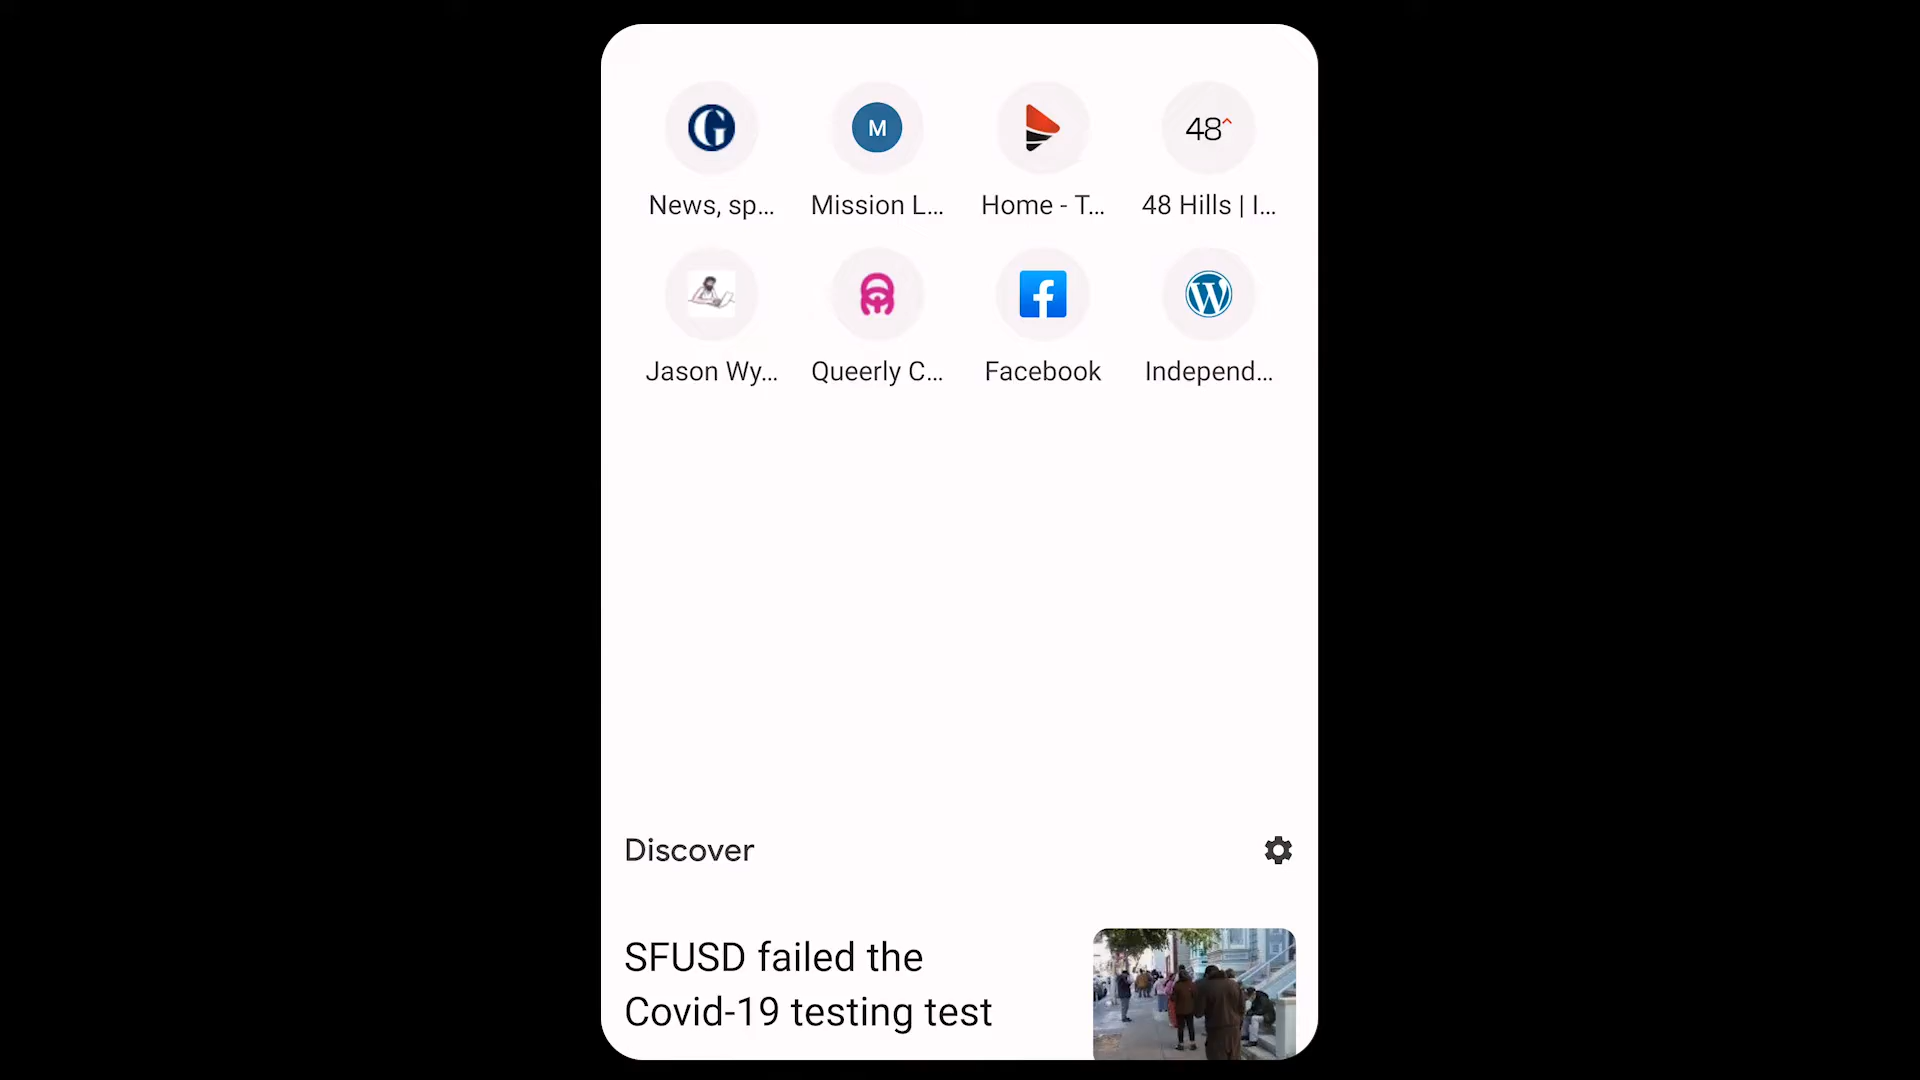 M
48^
News, sp...
Mission L...
Home - T...
48 Hills | I...
Jason Wy...
Queerly C...
Facebook
Independ...
Discover
SFUSD failed the
Covid-19 testing test